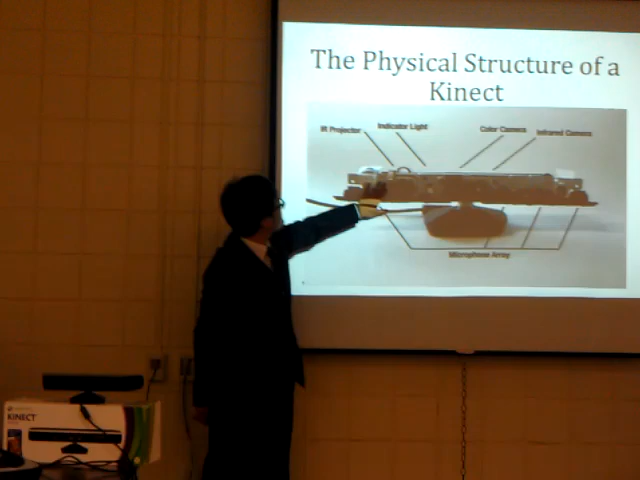 The Physical Structure of a
Kinect
IR Projector
Indicator Light
Color Camera
Infrared Camera
Microphone Array
KINECT